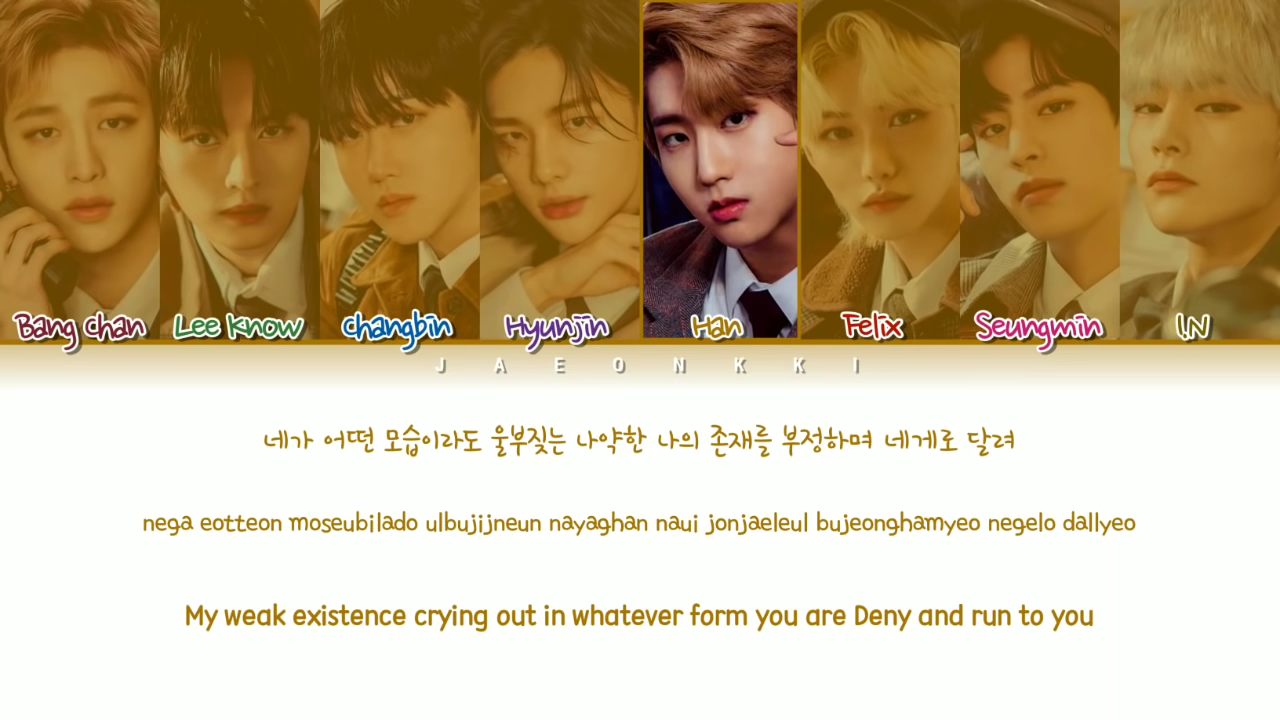 Bang Chan Lee Know Changbin Hyunjin Han Felix Seungmin I.N
J A E O N K K I
네가 어떤 모습이라도 울부짖는 나약한 나의 존재를 부정하며 네게로 달려
nega eotteon moseubilado ulbujijneun nayaghan naui jonjaeleul bujeonghamyeo negelo dallyeo
My weak existence crying out in whatever form you are Deny and run to you